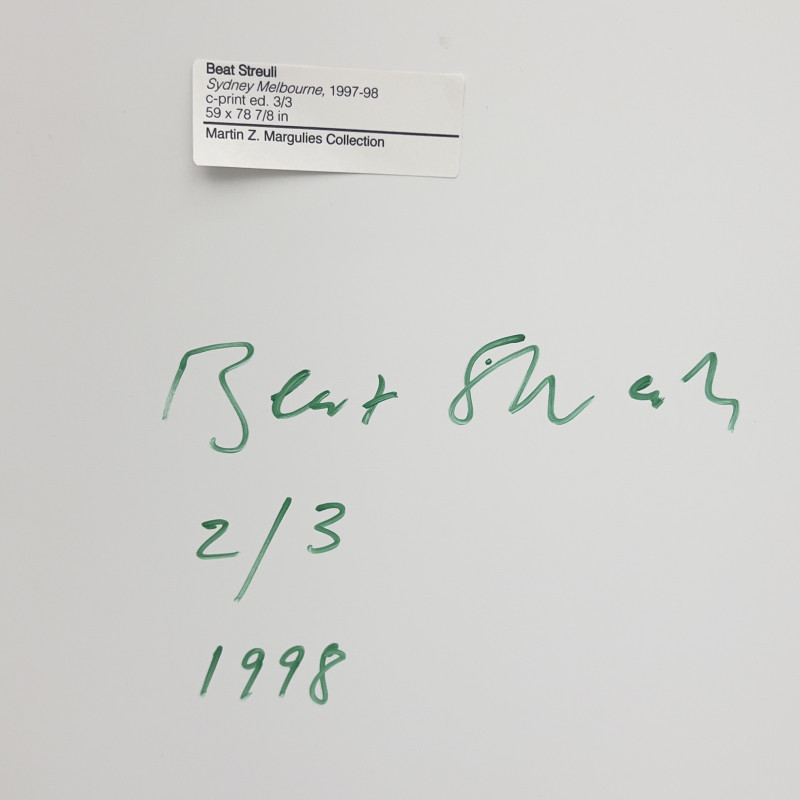 Beat Streuli
Sydney Melbourne, 1997-98
c-print ed. 3/3
59 x 78 7/8 in
Martin Z. Margulies Collection
Beat Streuli
2/3
1998